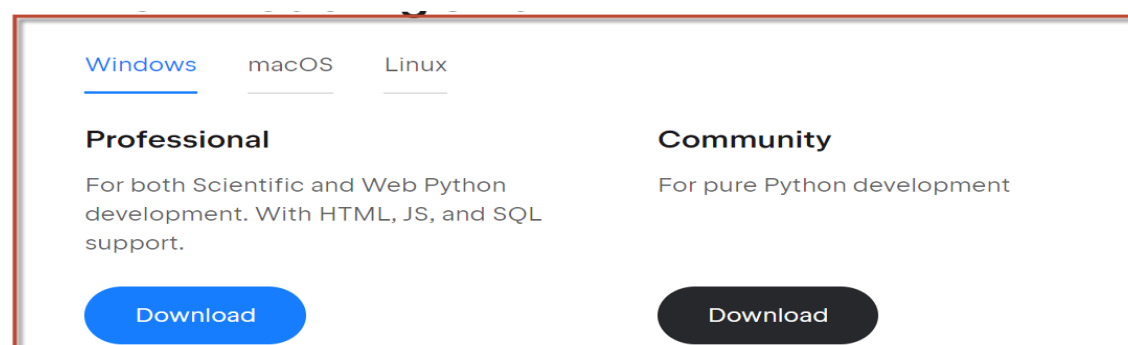 Windows macOS Linux
Professional
For both Scientific and Web Python
development. With HTML, JS, and SQL
support.
Download
Community
For pure Python development
Download